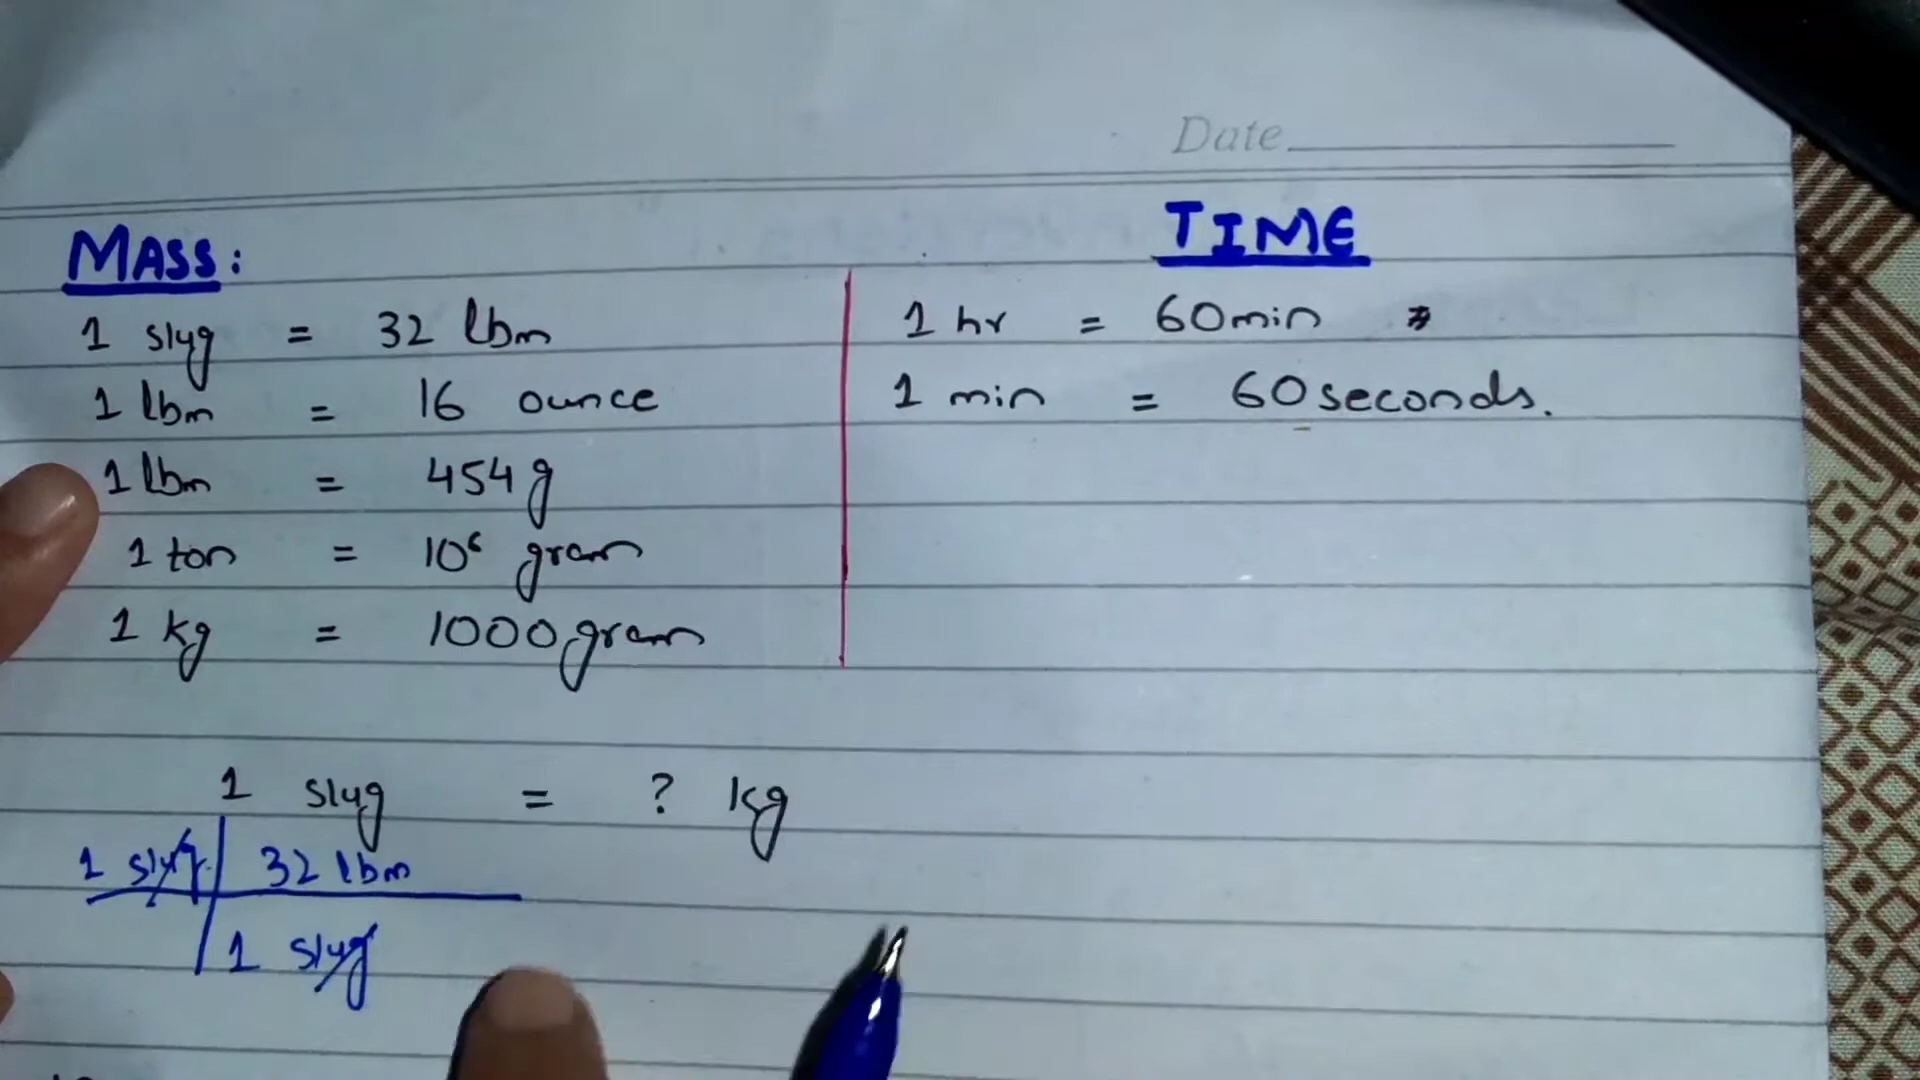 Date
MASS:
1 slug = 32 lbm
1 lbm = 16 ounce
1 lbm = 454 g
1 ton = 10⁶ gram
1 kg = 1000 gram
TIME
1 hr = 60min
1 min = 60 seconds.
1 slug = ? kg
1 slug 32 lbm
1 slug